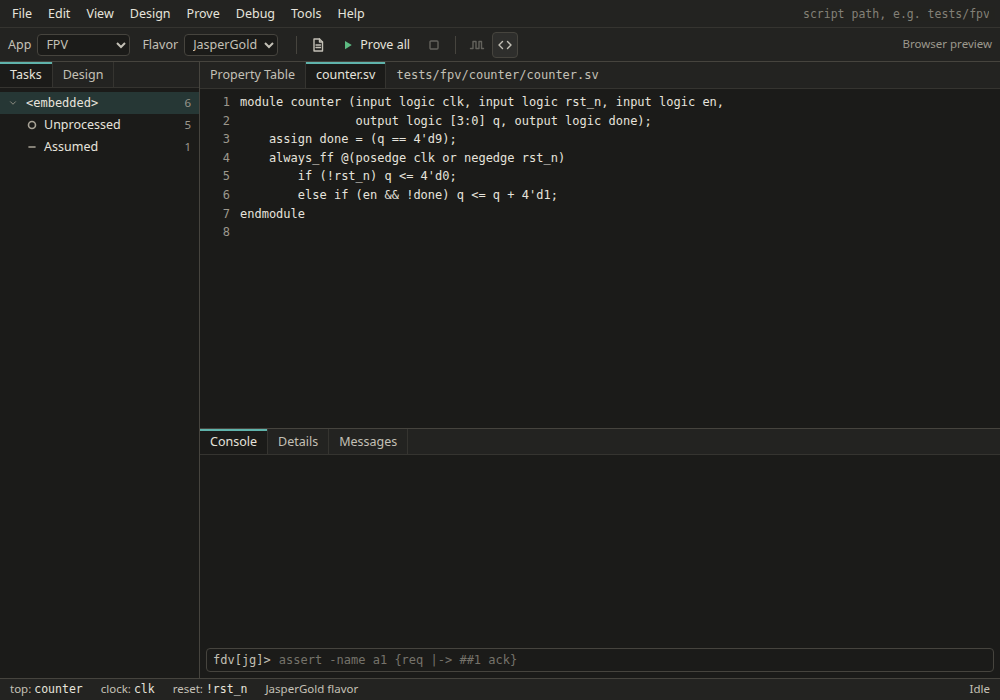 File Edit View Design Prove Debug Tools Help script path, e.g. tests/fpv
App FPV Flavor JasperGold Prove all Browser preview
Tasks Design Property Table counter.sv tests/fpv/counter/counter.sv
<embedded> 6
Unprocessed 5
Assumed 1
1 module counter (input logic clk, input logic rst_n, input logic en,
2 output logic [3:0] q, output logic done);
3 assign done = (q == 4'd9);
4 always_ff @(posedge clk or negedge rst_n)
5 if (!rst_n) q <= 4'd0;
6 else if (en && !done) q <= q + 4'd1;
7 endmodule
8
Console Details Messages
fdv[jg]> assert -name a1 {req |-> ##1 ack}
top: counter clock: clk reset: !rst_n JasperGold flavor Idle